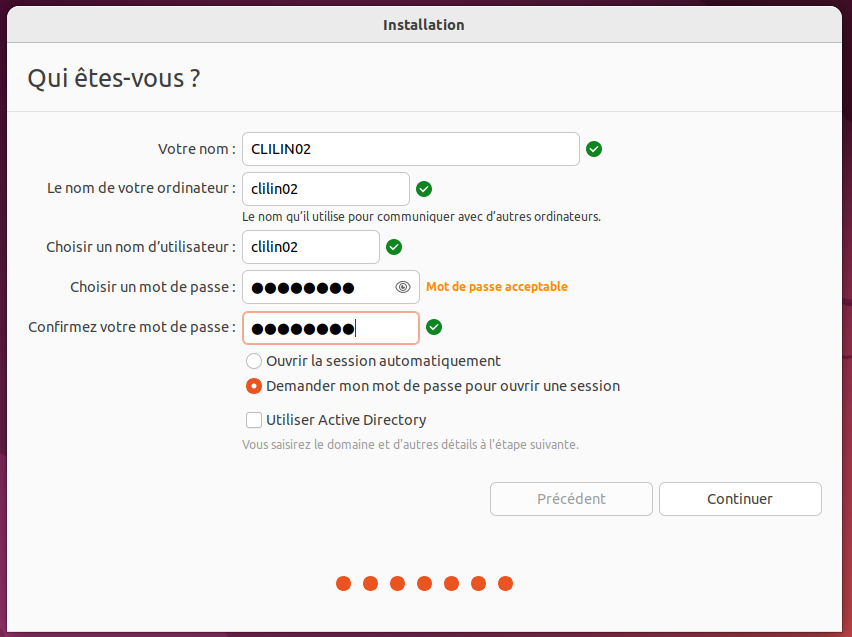 Installation
Qui êtes-vous ?
Votre nom : CLILIN02
Le nom de votre ordinateur : clilin02
Le nom qu’il utilise pour communiquer avec d’autres ordinateurs.
Choisir un nom d’utilisateur : clilin02
Choisir un mot de passe : ●●●●●●●● Mot de passe acceptable
Confirmez votre mot de passe : ●●●●●●●●
Ouvrir la session automatiquement
Demander mon mot de passe pour ouvrir une session
Utiliser Active Directory
Vous saisirez le domaine et d'autres détails à l'étape suivante.
Précédent Continuer